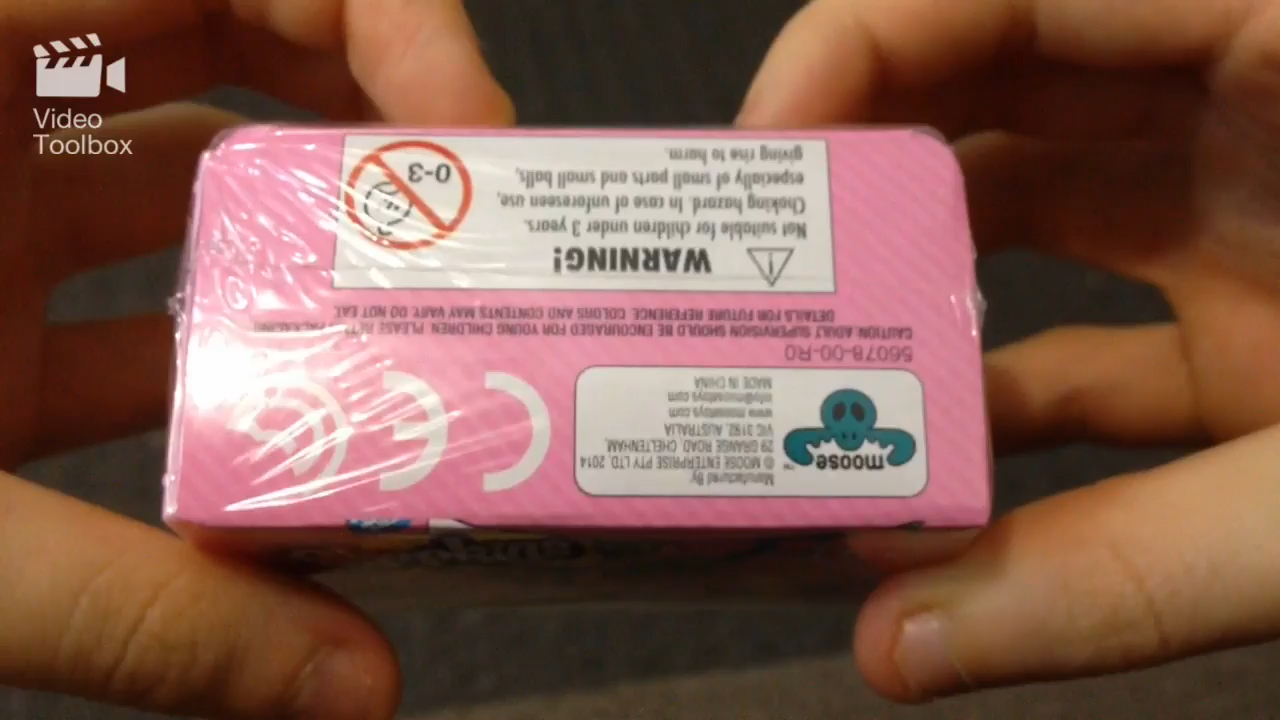 Video
Toolbox
Manufactured By
© MOOSE ENTERPRISE PTY LTD, 2014
29 GRANGE ROAD, CHELTENHAM,
VIC 3192, AUSTRALIA
www.moosetoys.com
info@moosetoys.com
MADE IN CHINA
moose™
56078-00-R0
CAUTION ADULT SUPERVISION SHOULD BE ENCOURAGED FOR YOUNG CHILDREN. PLEASE
DETAILS FOR FUTURE REFERENCE. COLORS AND CONTENTS MAY VARY. DO NOT EAT.
WARNING!
Not suitable for children under 3 years.
Choking hazard. In case of unforeseen use,
especially of small parts and small balls,
giving rise to harm.
0-3